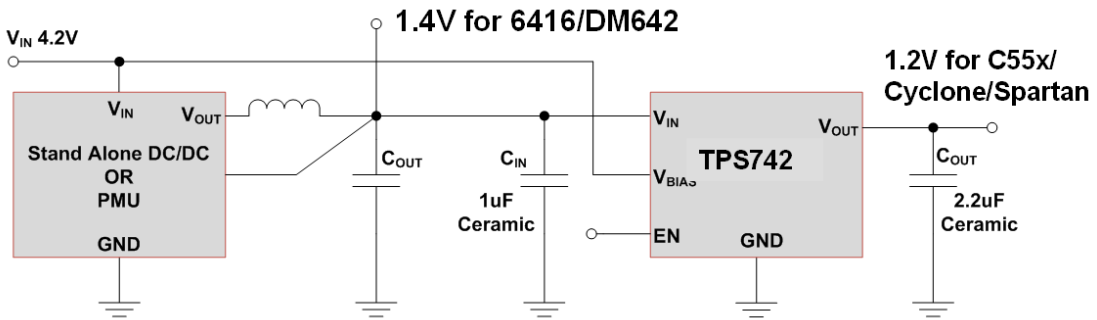 1.4V for 6416/DM642
VIN 4.2V
1.2V for C55x/
Cyclone/Spartan
VIN
VOUT
Stand Alone DC/DC
OR
PMU
GND
COUT
CIN
1uF
Ceramic
VIN
VOUT
TPS742
VBIAS
EN
GND
COUT
2.2uF
Ceramic